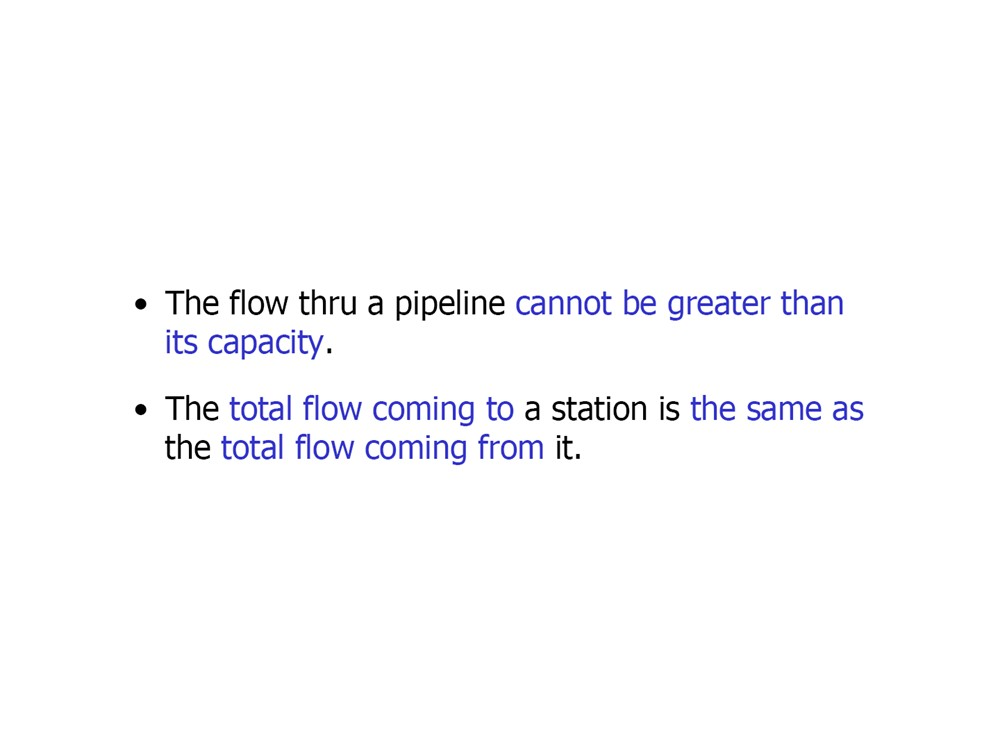 • The flow thru a pipeline cannot be greater than
its capacity.
• The total flow coming to a station is the same as
the total flow coming from it.